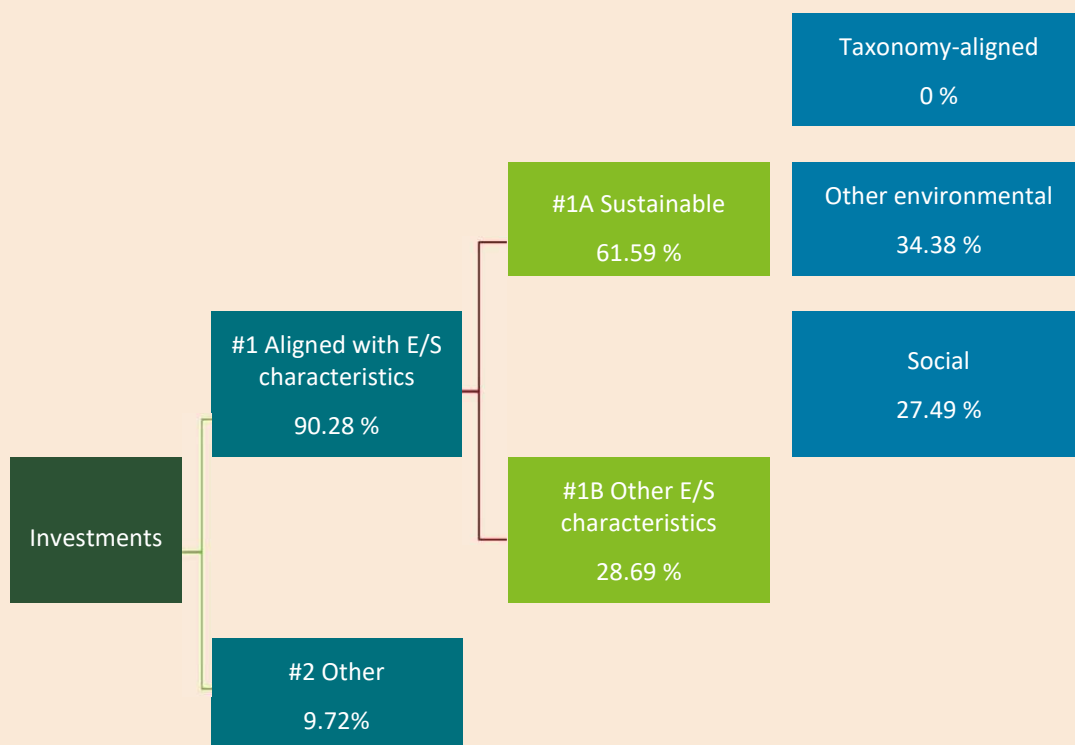 Taxonomy-aligned
0 %
#1A Sustainable
61.59 %
Other environmental
34.38 %
#1 Aligned with E/S
characteristics
90.28 %
Social
27.49 %
Investments
#1B Other E/S
characteristics
28.69 %
#2 Other
9.72%